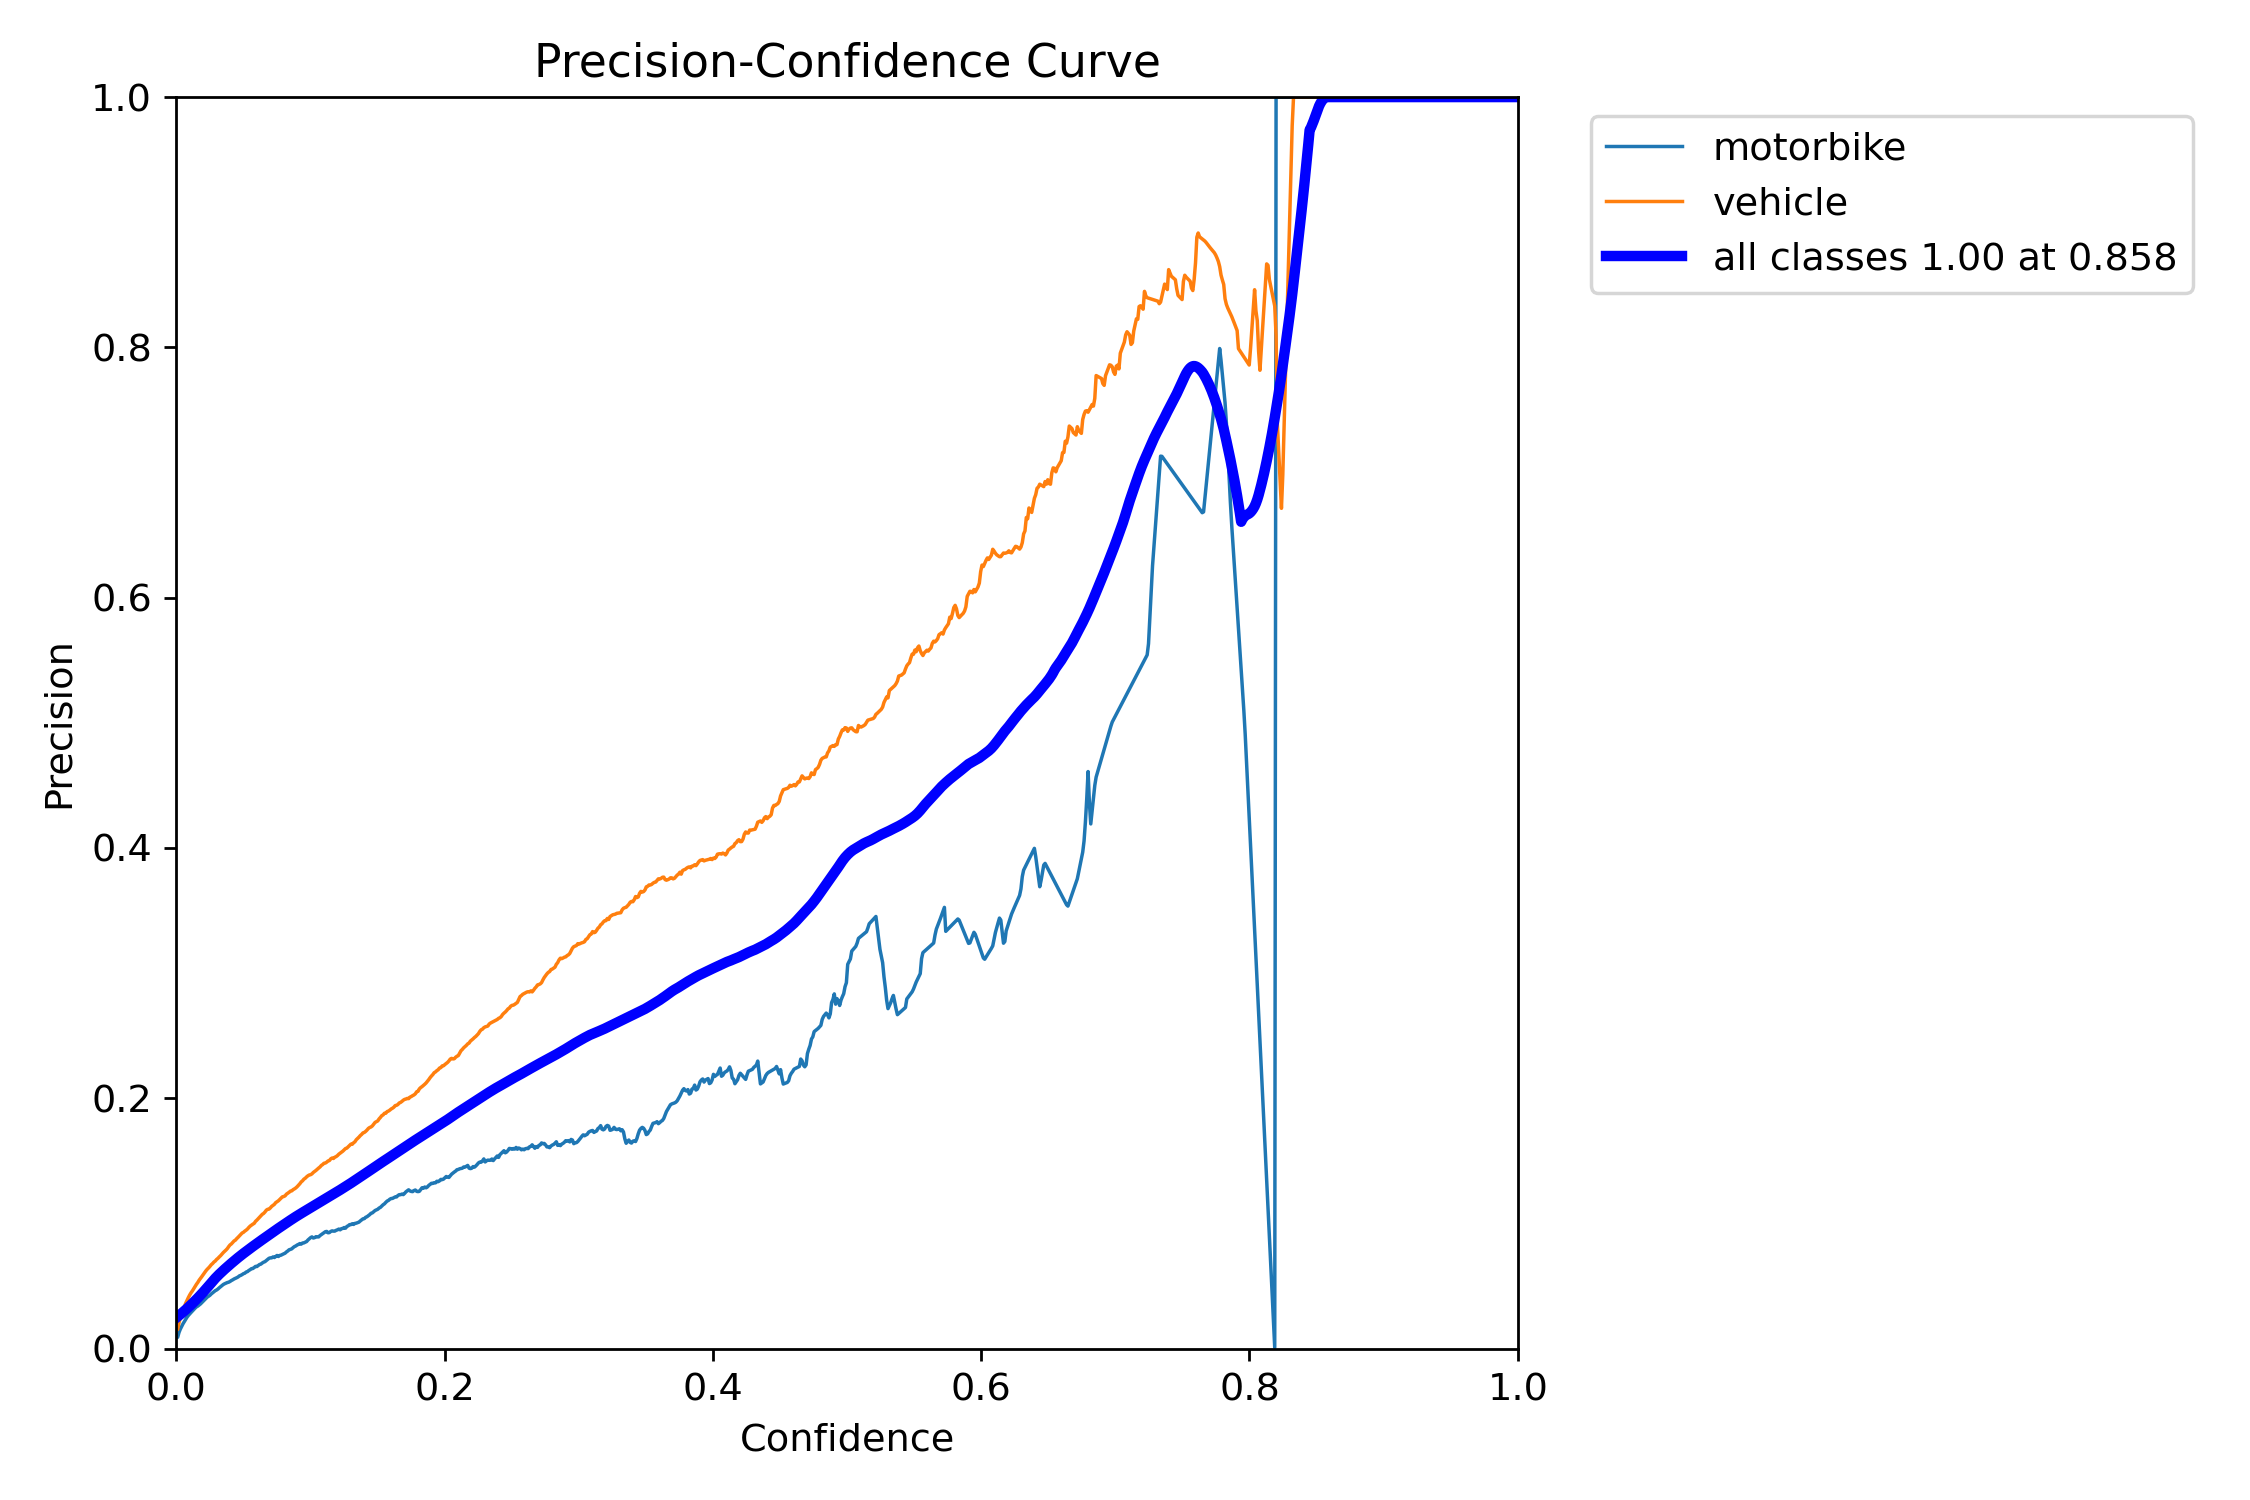 Precision-Confidence Curve
motorbike
vehicle
all classes 1.00 at 0.858
1.0
0.8
0.6
0.4
0.2
0.0
Precision
0.0 0.2 0.4 0.6 0.8 1.0
Confidence